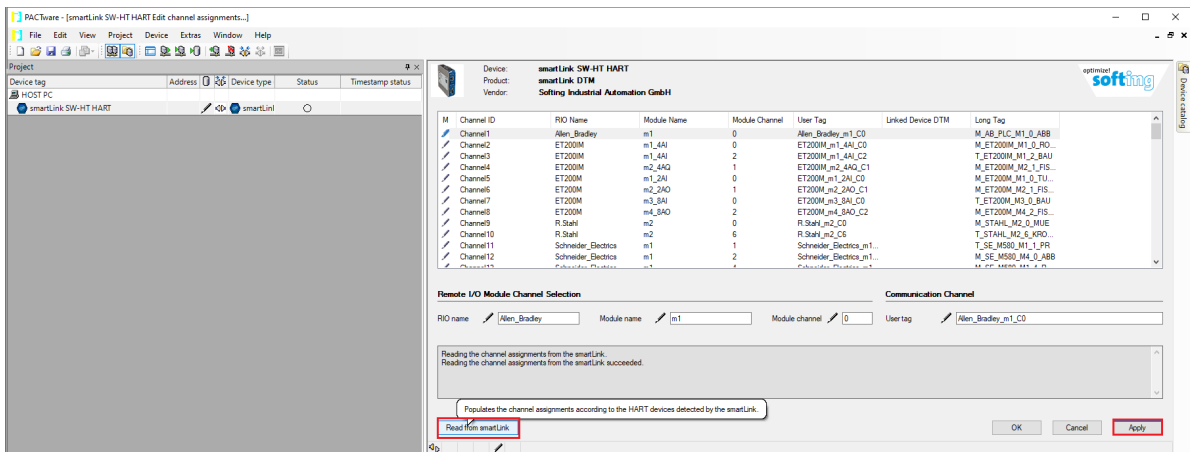 PACTware - [smartLink SW-HT HART Edit channel assignments...]
File Edit View Project Device Extras Window Help
Project
Device tag Address Device type Status Timestamp status
HOST PC
smartLink SW-HT HART smartLinl
Device: smartLink SW-HT HART
Product: smartLink DTM
Vendor: Softing Industrial Automation GmbH
optimize!
softing
Device catalog
M Channel ID RIO Name Module Name Module Channel User Tag Linked Device DTM Long Tag
Channel1 Allen_Bradley m1 0 Allen_Bradley_m1_C0 M_AB_PLC_M1_0_ABB
Channel2 ET200IM m1_4AI 0 ET200IM_m1_4AI_C0 M_ET200IM_M1_0_RO...
Channel3 ET200IM m1_4AI 2 ET200IM_m1_4AI_C2 T_ET200IM_M1_2_BAU
Channel4 ET200IM m2_4AQ 1 ET200IM_m2_4AQ_C1 M_ET200IM_M2_1_FIS...
Channel5 ET200M m1_2AI 0 ET200M_m1_2AI_C0 M_ET200M_M1_0_TU...
Channel6 ET200M m2_2AO 1 ET200M_m2_2AO_C1 M_ET200M_M2_1_FIS...
Channel7 ET200M m3_8AI 0 ET200M_m3_8AI_C0 T_ET200M_M3_0_BAU
Channel8 ET200M m4_8AO 2 ET200M_m4_8AO_C2 M_ET200M_M4_2_FIS...
Channel9 R.Stahl m2 0 R.Stahl_m2_C0 M_STAHL_M2_0_MUE
Channel10 R.Stahl m2 6 R.Stahl_m2_C6 T_STAHL_M2_6_KRO...
Channel11 Schneider_Electrics m1 1 Schneider_Electrics_m1... T_SE_M580_M1_1_PR
Channel12 Schneider_Electrics m1 2 Schneider_Electrics_m1... M_SE_M580_M4_0_ABB
Remote I/O Module Channel Selection Communication Channel
RIO name Allen_Bradley Module name m1 Module channel 0 User tag Allen_Bradley_m1_C0
Reading the channel assignments from the smartLink.
Reading the channel assignments from the smartLink succeeded.
Populates the channel assignments according to the HART devices detected by the smartLink.
Read from smartLink OK Cancel Apply